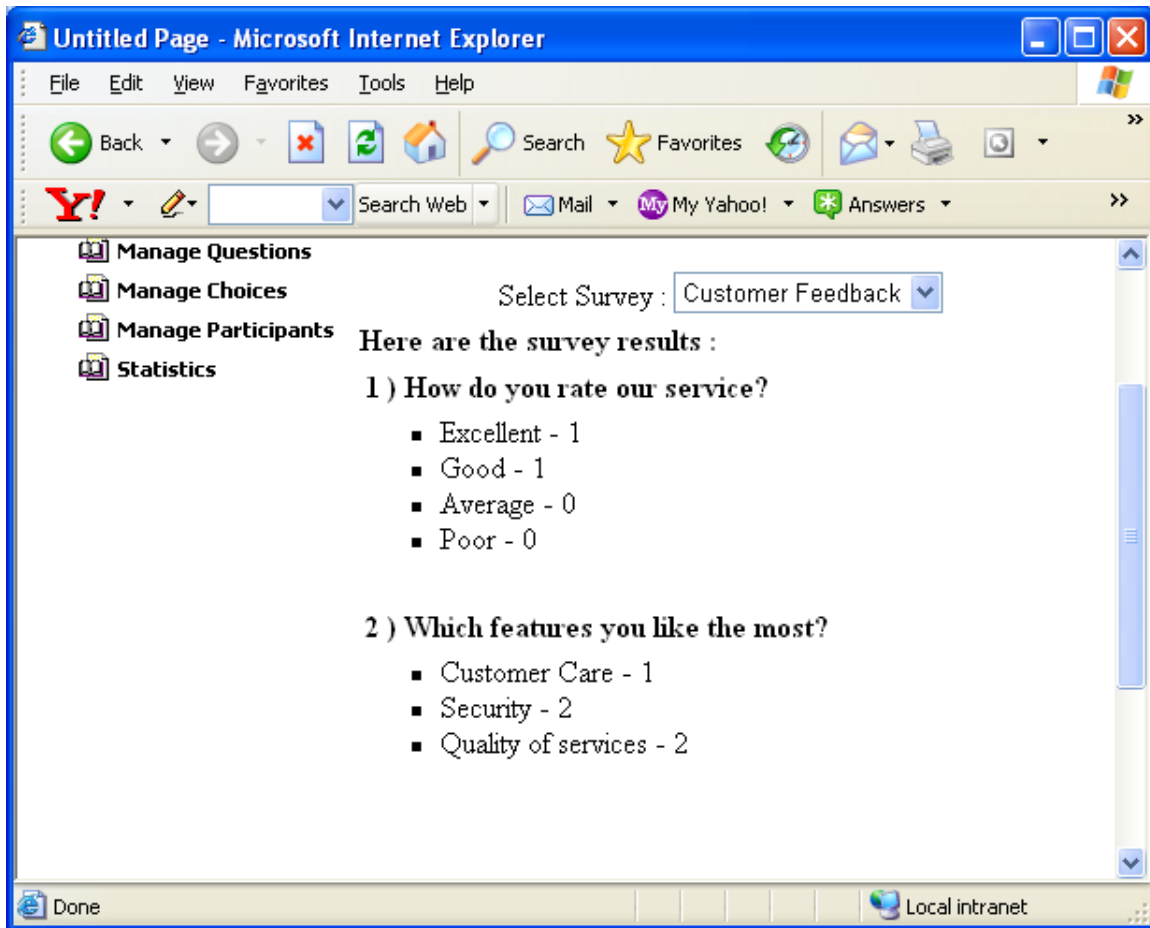 Untitled Page - Microsoft Internet Explorer
File Edit View Favorites Tools Help
Back Search Favorites
Y! Search Web Mail My My Yahoo! Answers
Manage Questions
Manage Choices
Manage Participants
Statistics
Select Survey : Customer Feedback
Here are the survey results :
1 ) How do you rate our service?
Excellent - 1
Good - 1
Average - 0
Poor - 0
2 ) Which features you like the most?
Customer Care - 1
Security - 2
Quality of services - 2
Done Local intranet